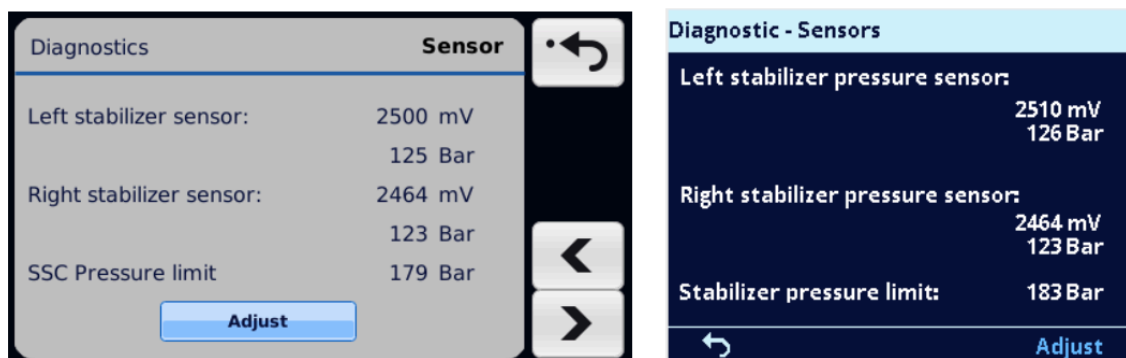 Diagnostics Sensor
Left stabilizer sensor: 2500 mV
125 Bar
Right stabilizer sensor: 2464 mV
123 Bar
SSC Pressure limit 179 Bar
Adjust
Diagnostic - Sensors
Left stabilizer pressure sensor:
2510 mV
126 Bar
Right stabilizer pressure sensor:
2464 mV
123 Bar
Stabilizer pressure limit: 183 Bar
Adjust